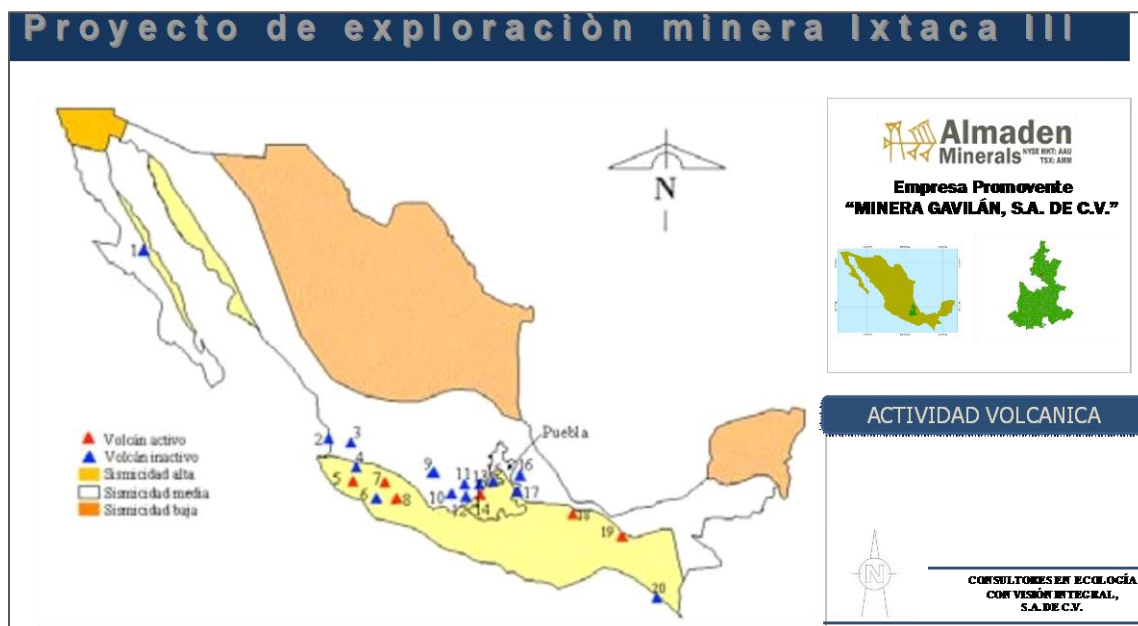 Proyecto de exploraciòn minera Ixtaca III
Almaden
Minerals
NYSE MKT: AAU
TSX: AMM
Empresa Promovente
“MINERA GAVILÁN, S.A. DE C.V.”
N
1
2
3
4
5
6
7
8
9
10
11
12
13
14
15
16
17
18
19
20
Puebla
Volcán activo
Volcán inactivo
Sismicidad alta
Sismicidad media
Sismicidad baja
ACTIVIDAD VOLCANICA
N
CONSULTORES EN ECOLOGÍA
CON VISIÓN INTEGRAL,
S.A. DE C.V.